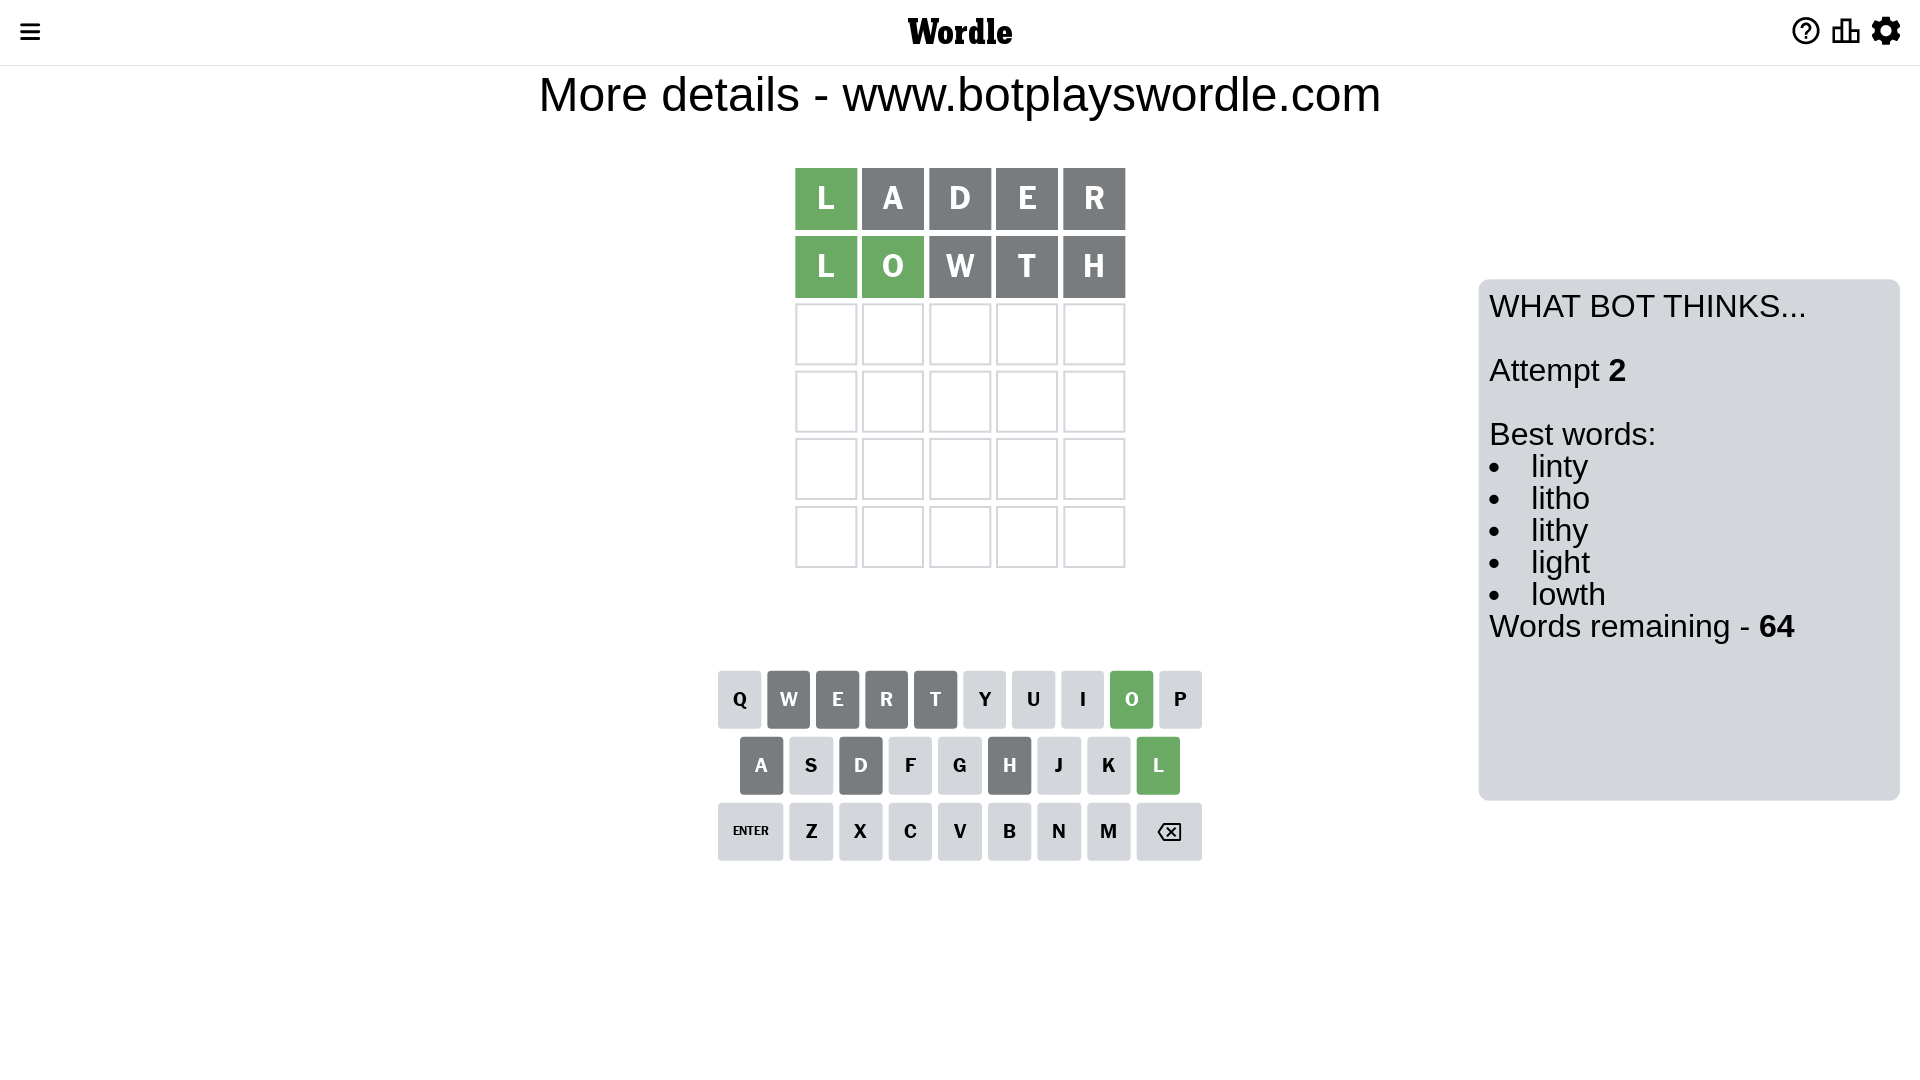 Wordle
More details - www.botplayswordle.com
L A D E R
L O W T H
WHAT BOT THINKS...
Attempt 2
Best words:
• linty
• litho
• lithy
• light
• lowth
Words remaining - 64
Q W E R T Y U I O P
A S D F G H J K L
ENTER Z X C V B N M